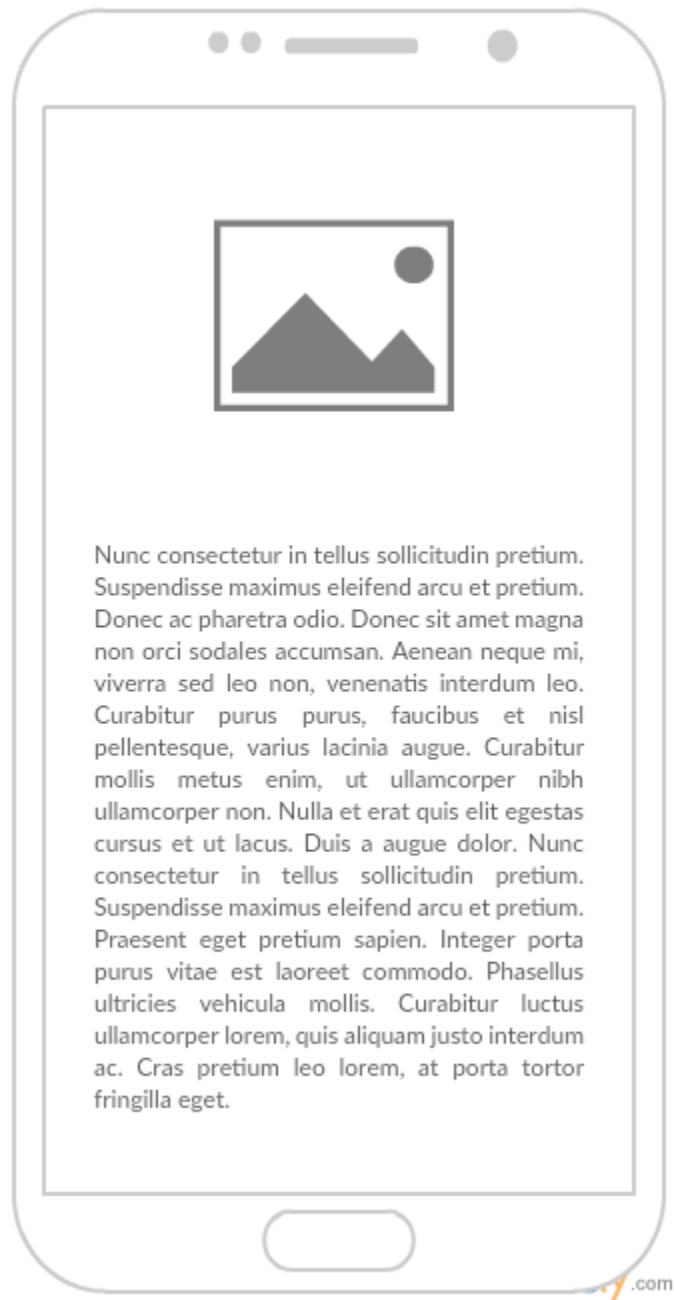 Nunc consectetur in tellus sollicitudin pretium.
Suspendisse maximus eleifend arcu et pretium.
Donec ac pharetra odio. Donec sit amet magna
non orci sodales accumsan. Aenean neque mi,
viverra sed leo non, venenatis interdum leo.
Curabitur purus purus, faucibus et nisl
pellentesque, varius lacinia augue. Curabitur
mollis metus enim, ut ullamcorper nibh
ullamcorper non. Nulla et erat quis elit egestas
cursus et ut lacus. Duis a augue dolor. Nunc
consectetur in tellus sollicitudin pretium.
Suspendisse maximus eleifend arcu et pretium.
Praesent eget pretium sapien. Integer porta
purus vitae est laoreet commodo. Phasellus
ultricies vehicula mollis. Curabitur luctus
ullamcorper lorem, quis aliquam justo interdum
ac. Cras pretium leo lorem, at porta tortor
fringilla eget.
.com